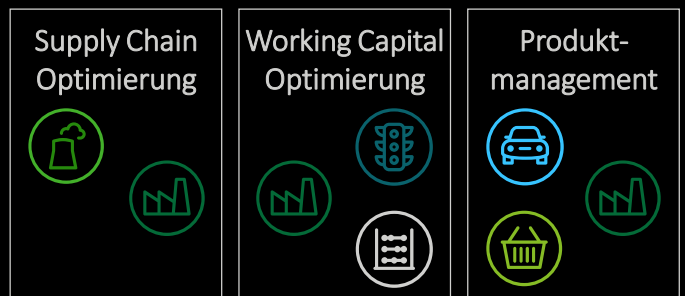 Supply Chain
Optimierung
Working Capital
Optimierung
Produkt-
management